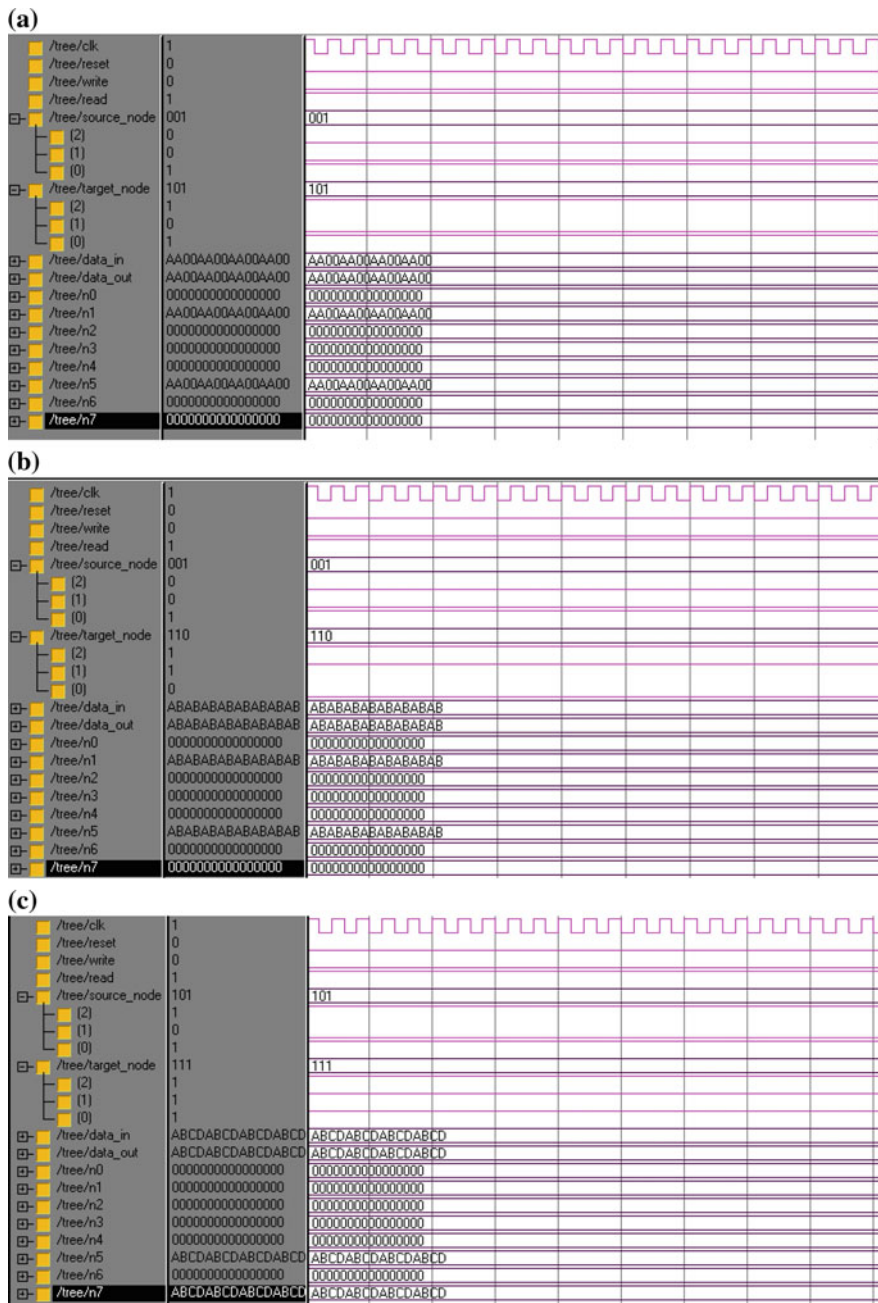 (a)
/tree/clk 1
/tree/reset 0
/tree/write 0
/tree/read 1
/tree/source_node 001 001
(2) 0
(1) 0
(0) 1
/tree/target_node 101 101
(2) 1
(1) 0
(0) 1
/tree/data_in AA00AA00AA00AA00 AA00AA00AA00AA00
/tree/data_out AA00AA00AA00AA00 AA00AA00AA00AA00
/tree/n0 0000000000000000 0000000000000000
/tree/n1 AA00AA00AA00AA00 AA00AA00AA00AA00
/tree/n2 0000000000000000 0000000000000000
/tree/n3 0000000000000000 0000000000000000
/tree/n4 0000000000000000 0000000000000000
/tree/n5 AA00AA00AA00AA00 AA00AA00AA00AA00
/tree/n6 0000000000000000 0000000000000000
/tree/n7 0000000000000000 0000000000000000
(b)
/tree/clk 1
/tree/reset 0
/tree/write 0
/tree/read 1
/tree/source_node 001 001
(2) 0
(1) 0
(0) 1
/tree/target_node 110 110
(2) 1
(1) 1
(0) 0
/tree/data_in ABABABABABABABAB ABABABABABABABAB
/tree/data_out ABABABABABABABAB ABABABABABABABAB
/tree/n0 0000000000000000 0000000000000000
/tree/n1 ABABABABABABABAB ABABABABABABABAB
/tree/n2 0000000000000000 0000000000000000
/tree/n3 0000000000000000 0000000000000000
/tree/n4 0000000000000000 0000000000000000
/tree/n5 ABABABABABABABAB ABABABABABABABAB
/tree/n6 0000000000000000 0000000000000000
/tree/n7 0000000000000000 0000000000000000
(c)
/tree/clk 1
/tree/reset 0
/tree/write 0
/tree/read 1
/tree/source_node 101 101
(2) 1
(1) 0
(0) 1
/tree/target_node 111 111
(2) 1
(1) 1
(0) 1
/tree/data_in ABCDABCDABCDABCD ABCDABCDABCDABCD
/tree/data_out ABCDABCDABCDABCD ABCDABCDABCDABCD
/tree/n0 0000000000000000 0000000000000000
/tree/n1 0000000000000000 0000000000000000
/tree/n2 0000000000000000 0000000000000000
/tree/n3 0000000000000000 0000000000000000
/tree/n4 0000000000000000 0000000000000000
/tree/n5 ABCDABCDABCDABCD ABCDABCDABCDABCD
/tree/n6 0000000000000000 0000000000000000
/tree/n7 ABCDABCDABCDABCD ABCDABCDABCDABCD